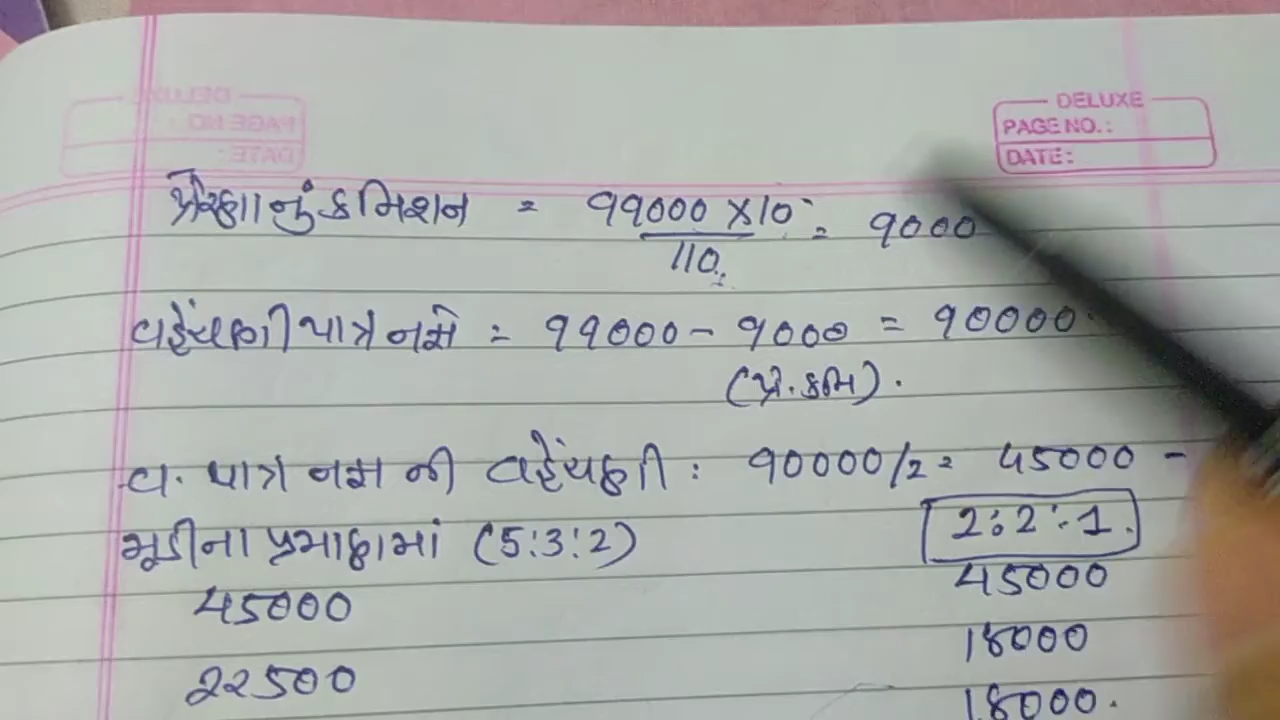 DELUXE
PAGE NO.:
DATE:
પ્રેરણા નું કમિશન = 99000 X10 = 9000
110
વહેંચણીપાત્ર નફો = 99000 - 9000 = 90000
(પ્રે. કમિ).
વ. પાત્ર નફા ની વહેંચણી : 90000/2 = 45000 -
મૂડીના પ્રમાણમાં (5:3:2)
2:2:1.
45000
45000
18000
22500
18000.